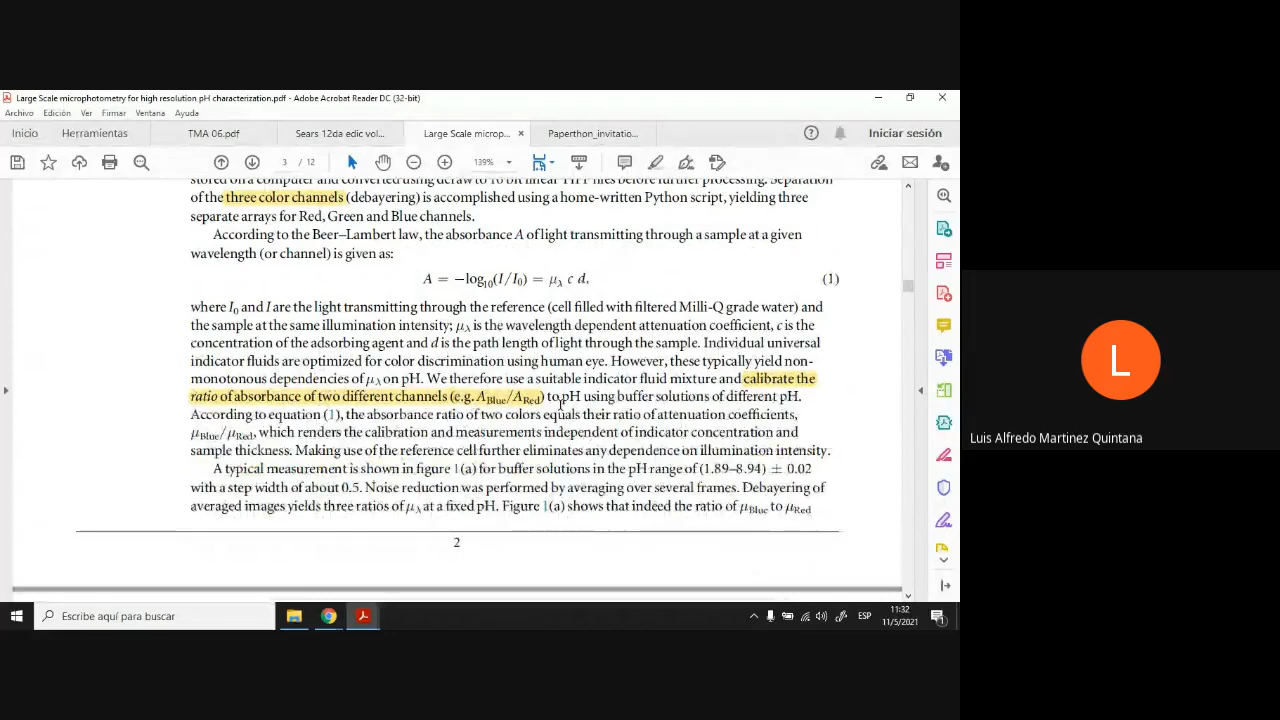 Large Scale microphotometry for high resolution pH characterization.pdf - Adobe Acrobat Reader DC (32-bit)
Archivo Edición Ver Firmar Ventana Ayuda
Inicio Herramientas TMA 06.pdf Sears 12da edic vol... Large Scale microp... × Paperthon_invitatio... Iniciar sesión
3 / 12 139%
of the three color channels (debayering) is accomplished using a home-written Python script, yielding three
separate arrays for Red, Green and Blue channels.
According to the Beer–Lambert law, the absorbance A of light transmitting through a sample at a given
wavelength (or channel) is given as:
A = −log₁₀(I/I₀) = μλ c d, (1)
where I₀ and I are the light transmitting through the reference (cell filled with filtered Milli-Q grade water) and
the sample at the same illumination intensity; μλ is the wavelength dependent attenuation coefficient, c is the
concentration of the adsorbing agent and d is the path length of light through the sample. Individual universal
indicator fluids are optimized for color discrimination using human eye. However, these typically yield non-
monotonous dependencies of μλ on pH. We therefore use a suitable indicator fluid mixture and calibrate the
ratio of absorbance of two different channels (e.g. ABlue/ARed) to pH using buffer solutions of different pH.
According to equation (1), the absorbance ratio of two colors equals their ratio of attenuation coefficients,
μBlue/μRed, which renders the calibration and measurements independent of indicator concentration and
sample thickness. Making use of the reference cell further eliminates any dependence on illumination intensity.
A typical measurement is shown in figure 1(a) for buffer solutions in the pH range of (1.89–8.94) ± 0.02
with a step width of about 0.5. Noise reduction was performed by averaging over several frames. Debayering of
averaged images yields three ratios of μλ at a fixed pH. Figure 1(a) shows that indeed the ratio of μBlue to μRed
2
L
Luis Alfredo Martinez Quintana
Escribe aquí para buscar
ESP
11:32
11/5/2021
1